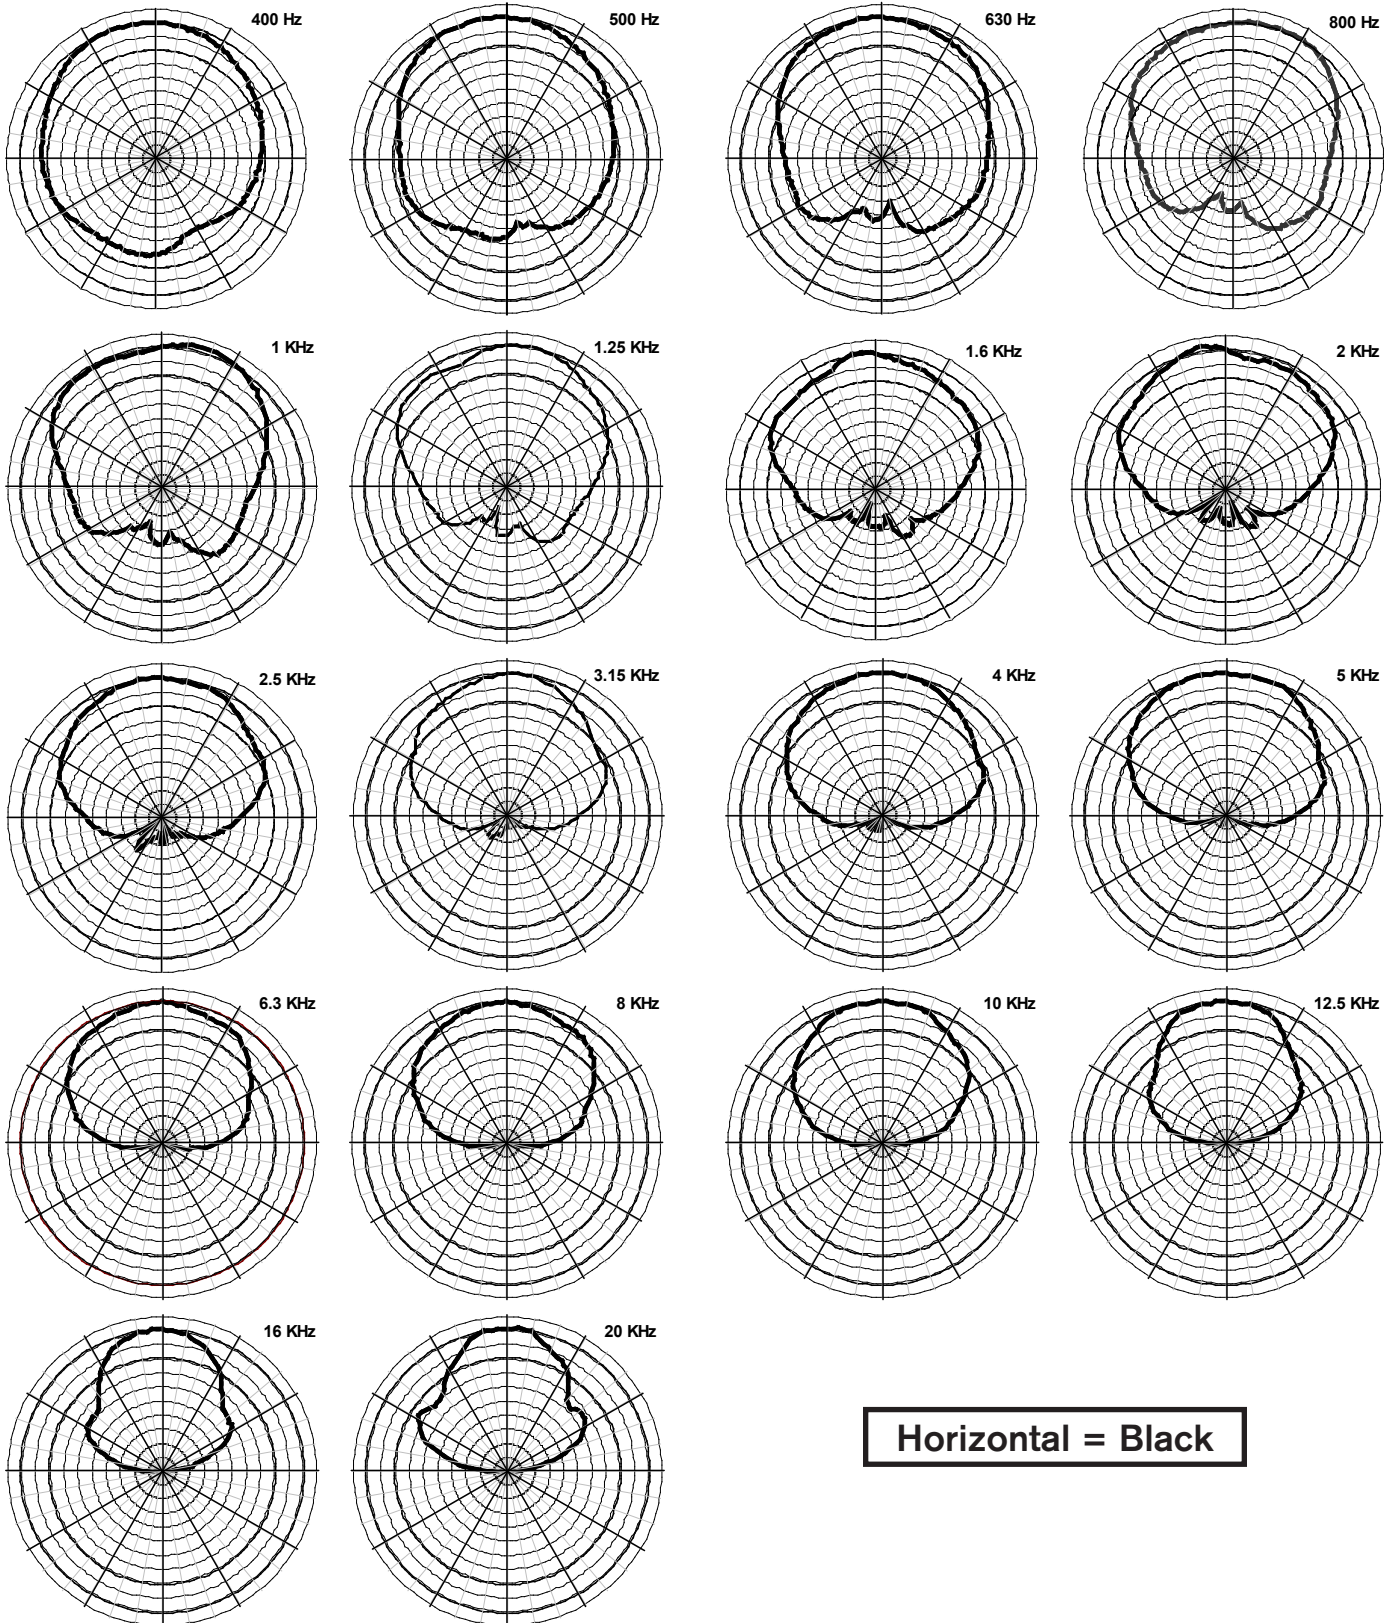 400 Hz
500 Hz
630 Hz
800 Hz
1 KHz
1.25 KHz
1.6 KHz
2 KHz
2.5 KHz
3.15 KHz
4 KHz
5 KHz
6.3 KHz
8 KHz
10 KHz
12.5 KHz
16 KHz
20 KHz
Horizontal = Black